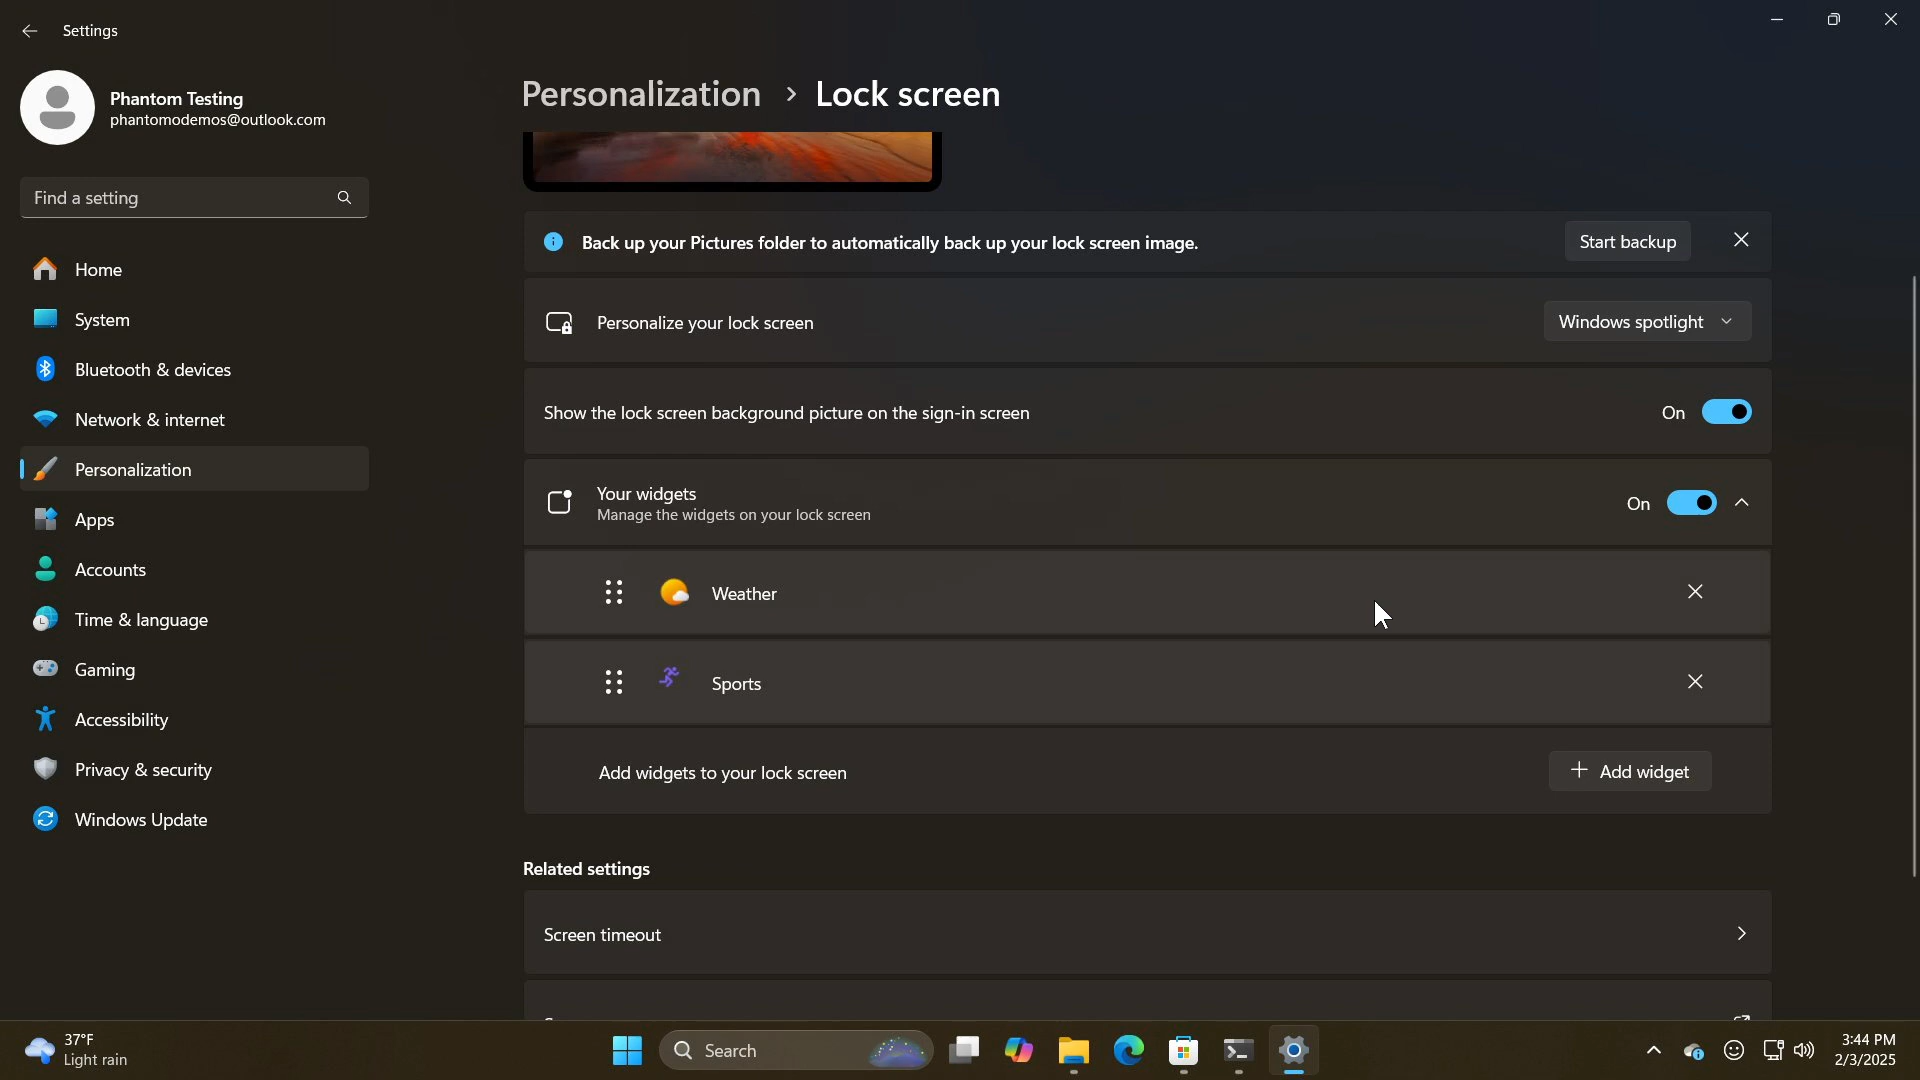 Settings
Phantom Testing
phantomodemos@outlook.com
Find a setting
Home
System
Bluetooth & devices
Network & internet
Personalization
Apps
Accounts
Time & language
Gaming
Accessibility
Privacy & security
Windows Update
Personalization > Lock screen
Back up your Pictures folder to automatically back up your lock screen image.
Start backup
Personalize your lock screen
Windows spotlight
Show the lock screen background picture on the sign-in screen
On
Your widgets
Manage the widgets on your lock screen
On
Weather
Sports
Add widgets to your lock screen
Add widget
Related settings
Screen timeout
37°F
Light rain
Search
3:44 PM
2/3/2025